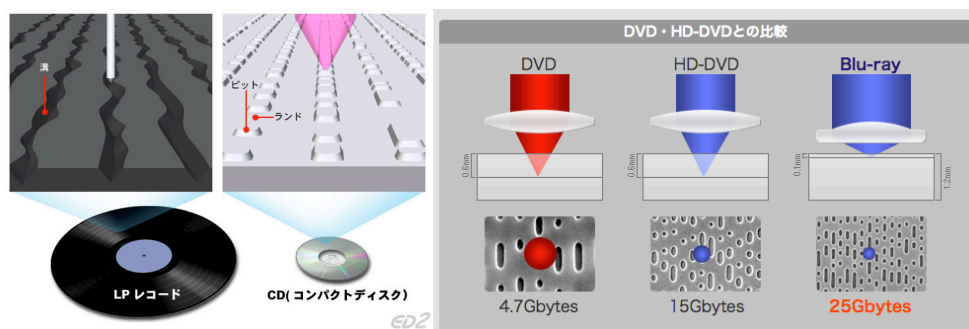 溝
ピット
ランド
LP レコード
CD(コンパクトディスク)
ED2
DVD・HD-DVDとの比較
DVD
HD-DVD
Blu-ray
0.6mm
0.6mm
0.1mm
1.2mm
4.7Gbytes
15Gbytes
25Gbytes